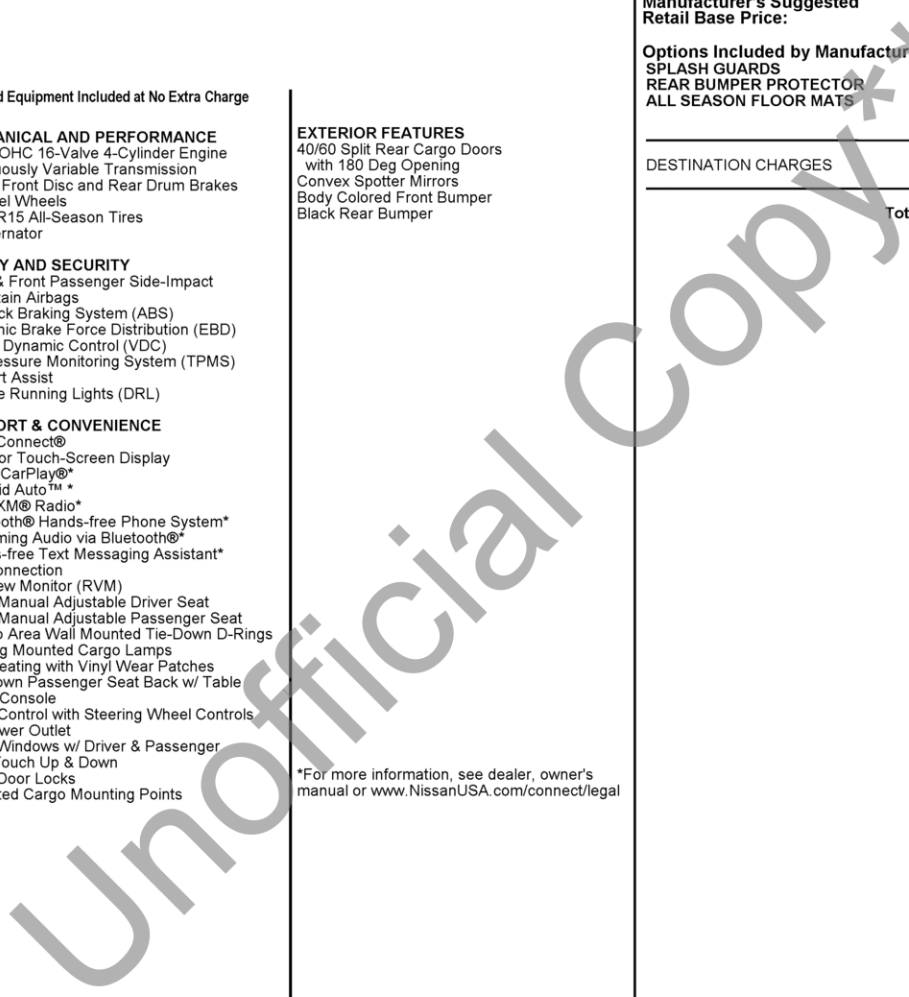 d Equipment Included at No Extra Charge
ANICAL AND PERFORMANCE
OHC 16-Valve 4-Cylinder Engine
uously Variable Transmission
Front Disc and Rear Drum Brakes
el Wheels
R15 All-Season Tires
ernator
Y AND SECURITY
& Front Passenger Side-Impact
tain Airbags
ck Braking System (ABS)
nic Brake Force Distribution (EBD)
Dynamic Control (VDC)
essure Monitoring System (TPMS)
rt Assist
e Running Lights (DRL)
ORT & CONVENIENCE
Connect®
or Touch-Screen Display
CarPlay®*
id Auto™ *
XM® Radio*
ooth® Hands-free Phone System*
ming Audio via Bluetooth®*
s-free Text Messaging Assistant*
onnection
ew Monitor (RVM)
Manual Adjustable Driver Seat
Manual Adjustable Passenger Seat
o Area Wall Mounted Tie-Down D-Rings
g Mounted Cargo Lamps
eating with Vinyl Wear Patches
own Passenger Seat Back w/ Table
Console
Control with Steering Wheel Controls
wer Outlet
Windows w/ Driver & Passenger
ouch Up & Down
Door Locks
ted Cargo Mounting Points
EXTERIOR FEATURES
40/60 Split Rear Cargo Doors
with 180 Deg Opening
Convex Spotter Mirrors
Body Colored Front Bumper
Black Rear Bumper
*For more information, see dealer, owner's
manual or www.NissanUSA.com/connect/legal
Manufacturer's Suggested
Retail Base Price:
Options Included by Manufactur
SPLASH GUARDS
REAR BUMPER PROTECTOR
ALL SEASON FLOOR MATS
DESTINATION CHARGES
Tot
Unofficial Copy**